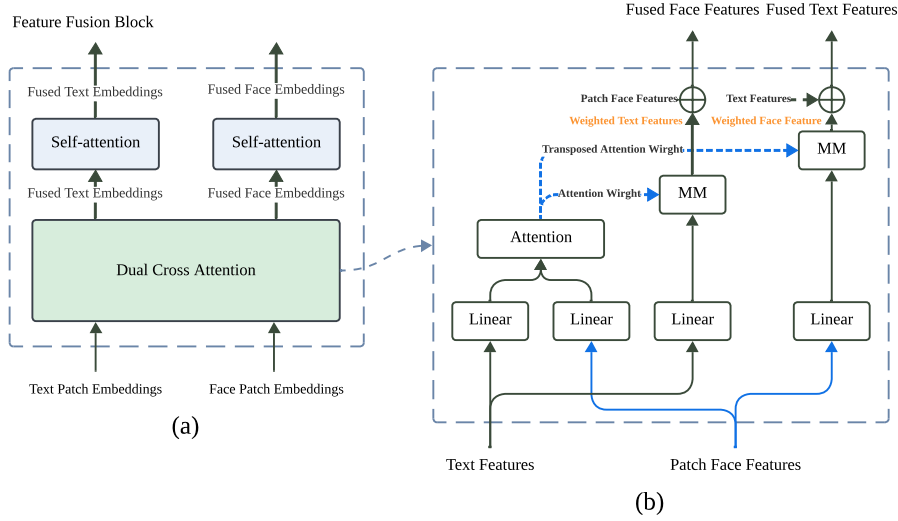 Feature Fusion Block
Fused Text Embeddings
Fused Face Embeddings
Self-attention
Self-attention
Fused Text Embeddings
Fused Face Embeddings
Dual Cross Attention
Text Patch Embeddings
Face Patch Embeddings
(a)
Fused Face Features
Fused Text Features
Patch Face Features
Text Features
Weighted Text Features
Weighted Face Feature
Transposed Attention Wirght
MM
Attention Wirght
MM
Attention
Linear
Linear
Linear
Linear
Text Features
Patch Face Features
(b)